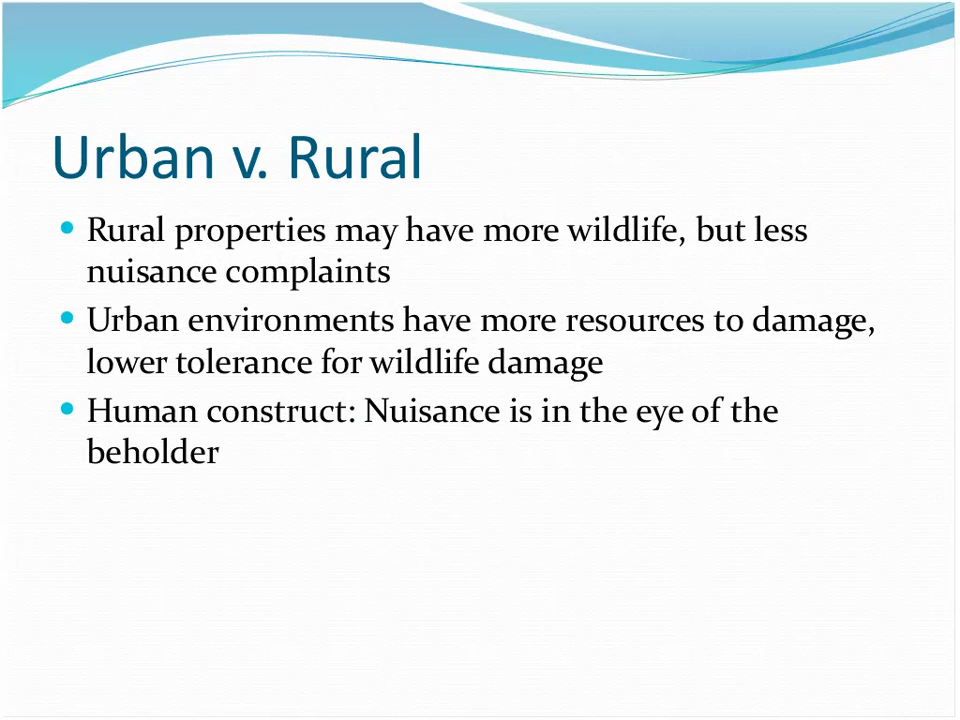 Urban v. Rural
Rural properties may have more wildlife, but less
nuisance complaints
Urban environments have more resources to damage,
lower tolerance for wildlife damage
Human construct: Nuisance is in the eye of the
beholder